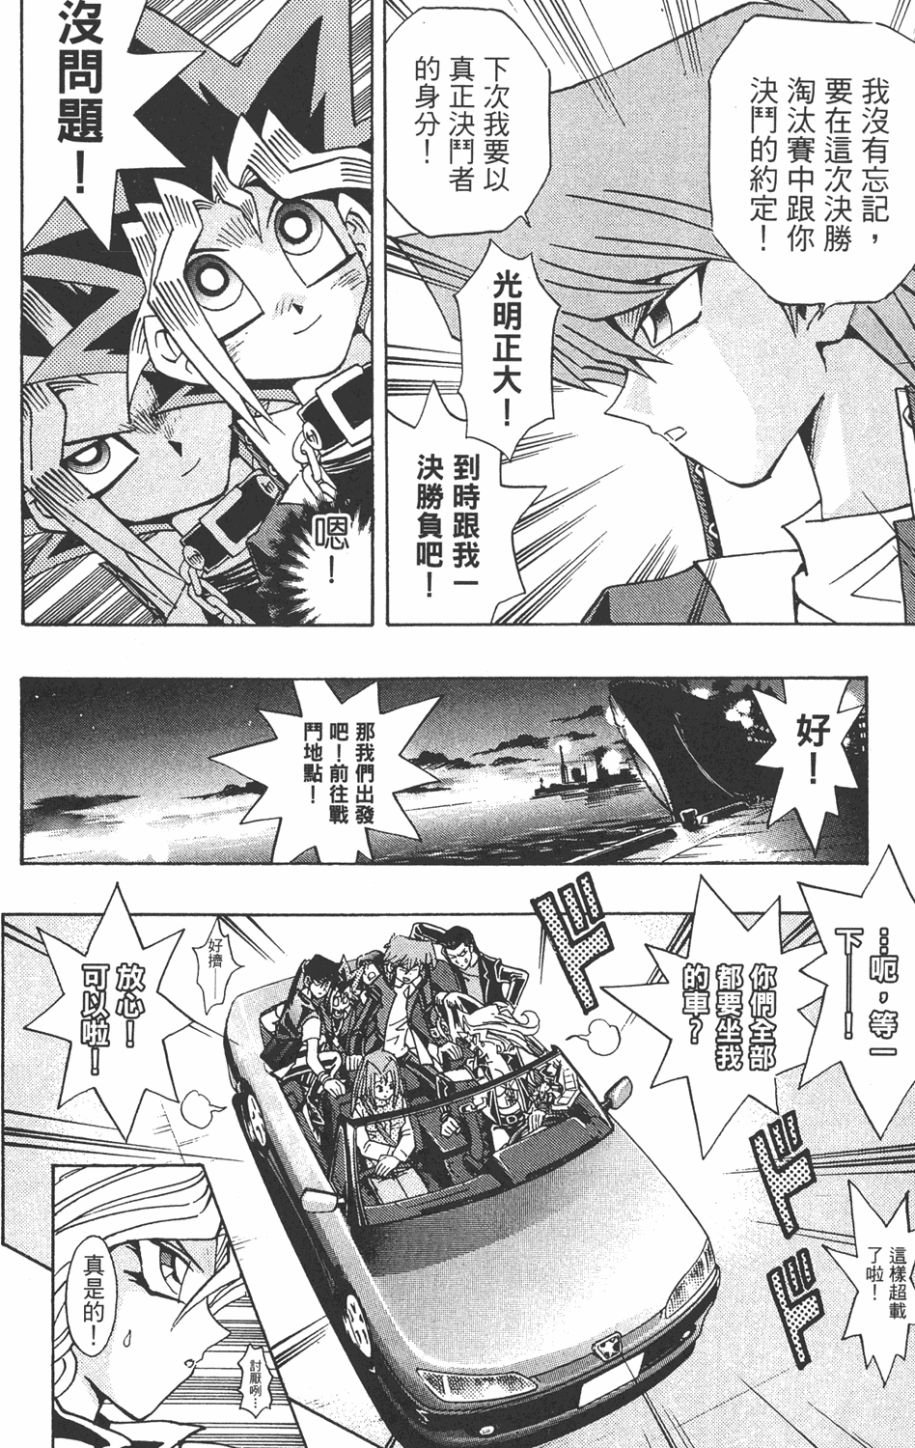 我沒有忘記，
要在這次決勝
淘汰賽中跟你
決鬥的約定！
下次我要以
真正決鬥者
的身分！
光明正大！
到時跟我一
決勝負吧！
沒問題！
嗯！
好！
那我們出發
吧！前往戰
鬥地點！
…呃，等一
下——！
你們全部
都要坐我
的車？
好擠
放心！
可以啦！
ドドド
這樣超載
了啦！
真是的！
討厭咧…